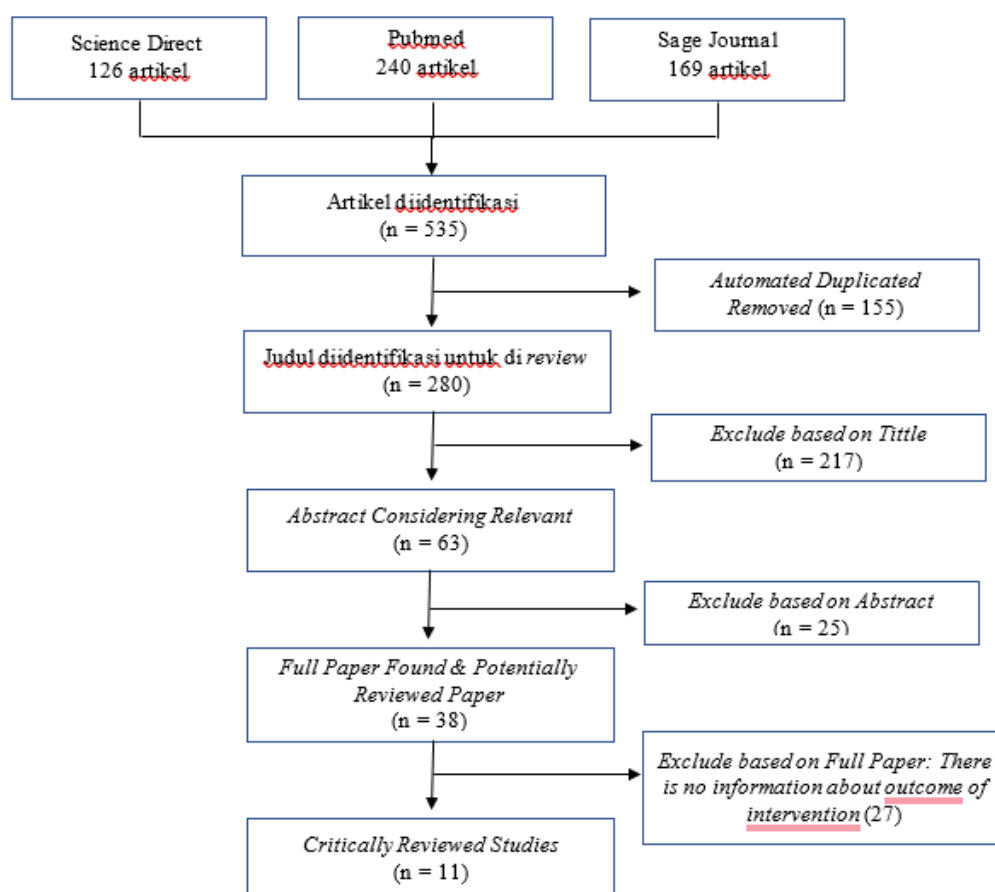 Science Direct
126 artikel
Pubmed
240 artikel
Sage Journal
169 artikel
Artikel diidentifikasi
(n = 535)
Automated Duplicated
Removed (n = 155)
Judul diidentifikasi untuk di review
(n = 280)
Exclude based on Tittle
(n = 217)
Abstract Considering Relevant
(n = 63)
Exclude based on Abstract
(n = 25)
Full Paper Found & Potentially
Reviewed Paper
(n = 38)
Exclude based on Full Paper: There
is no information about outcome of
intervention (27)
Critically Reviewed Studies
(n = 11)